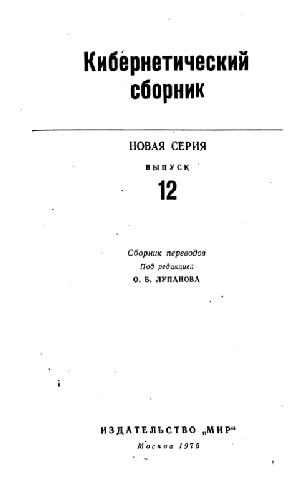 Кибернетический
сборник
НОВАЯ СЕРИЯ
ВЫПУСК
12
Сборник переводов
Под редакцией
О. Б. ЛУПАНОВА
ИЗДАТЕЛЬСТВО „МИР“
Москва 1975